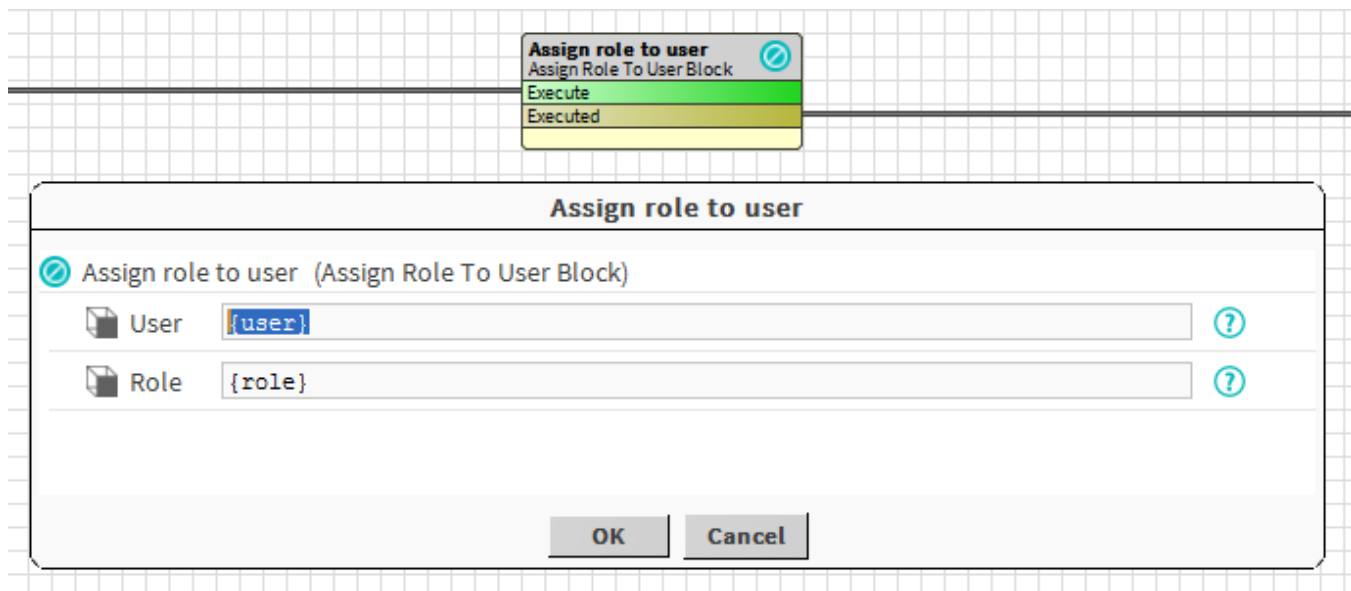 Assign role to user
Assign Role To User Block
Execute
Executed
Assign role to user
Assign role to user (Assign Role To User Block)
User {user} ?
Role {role} ?
OK Cancel